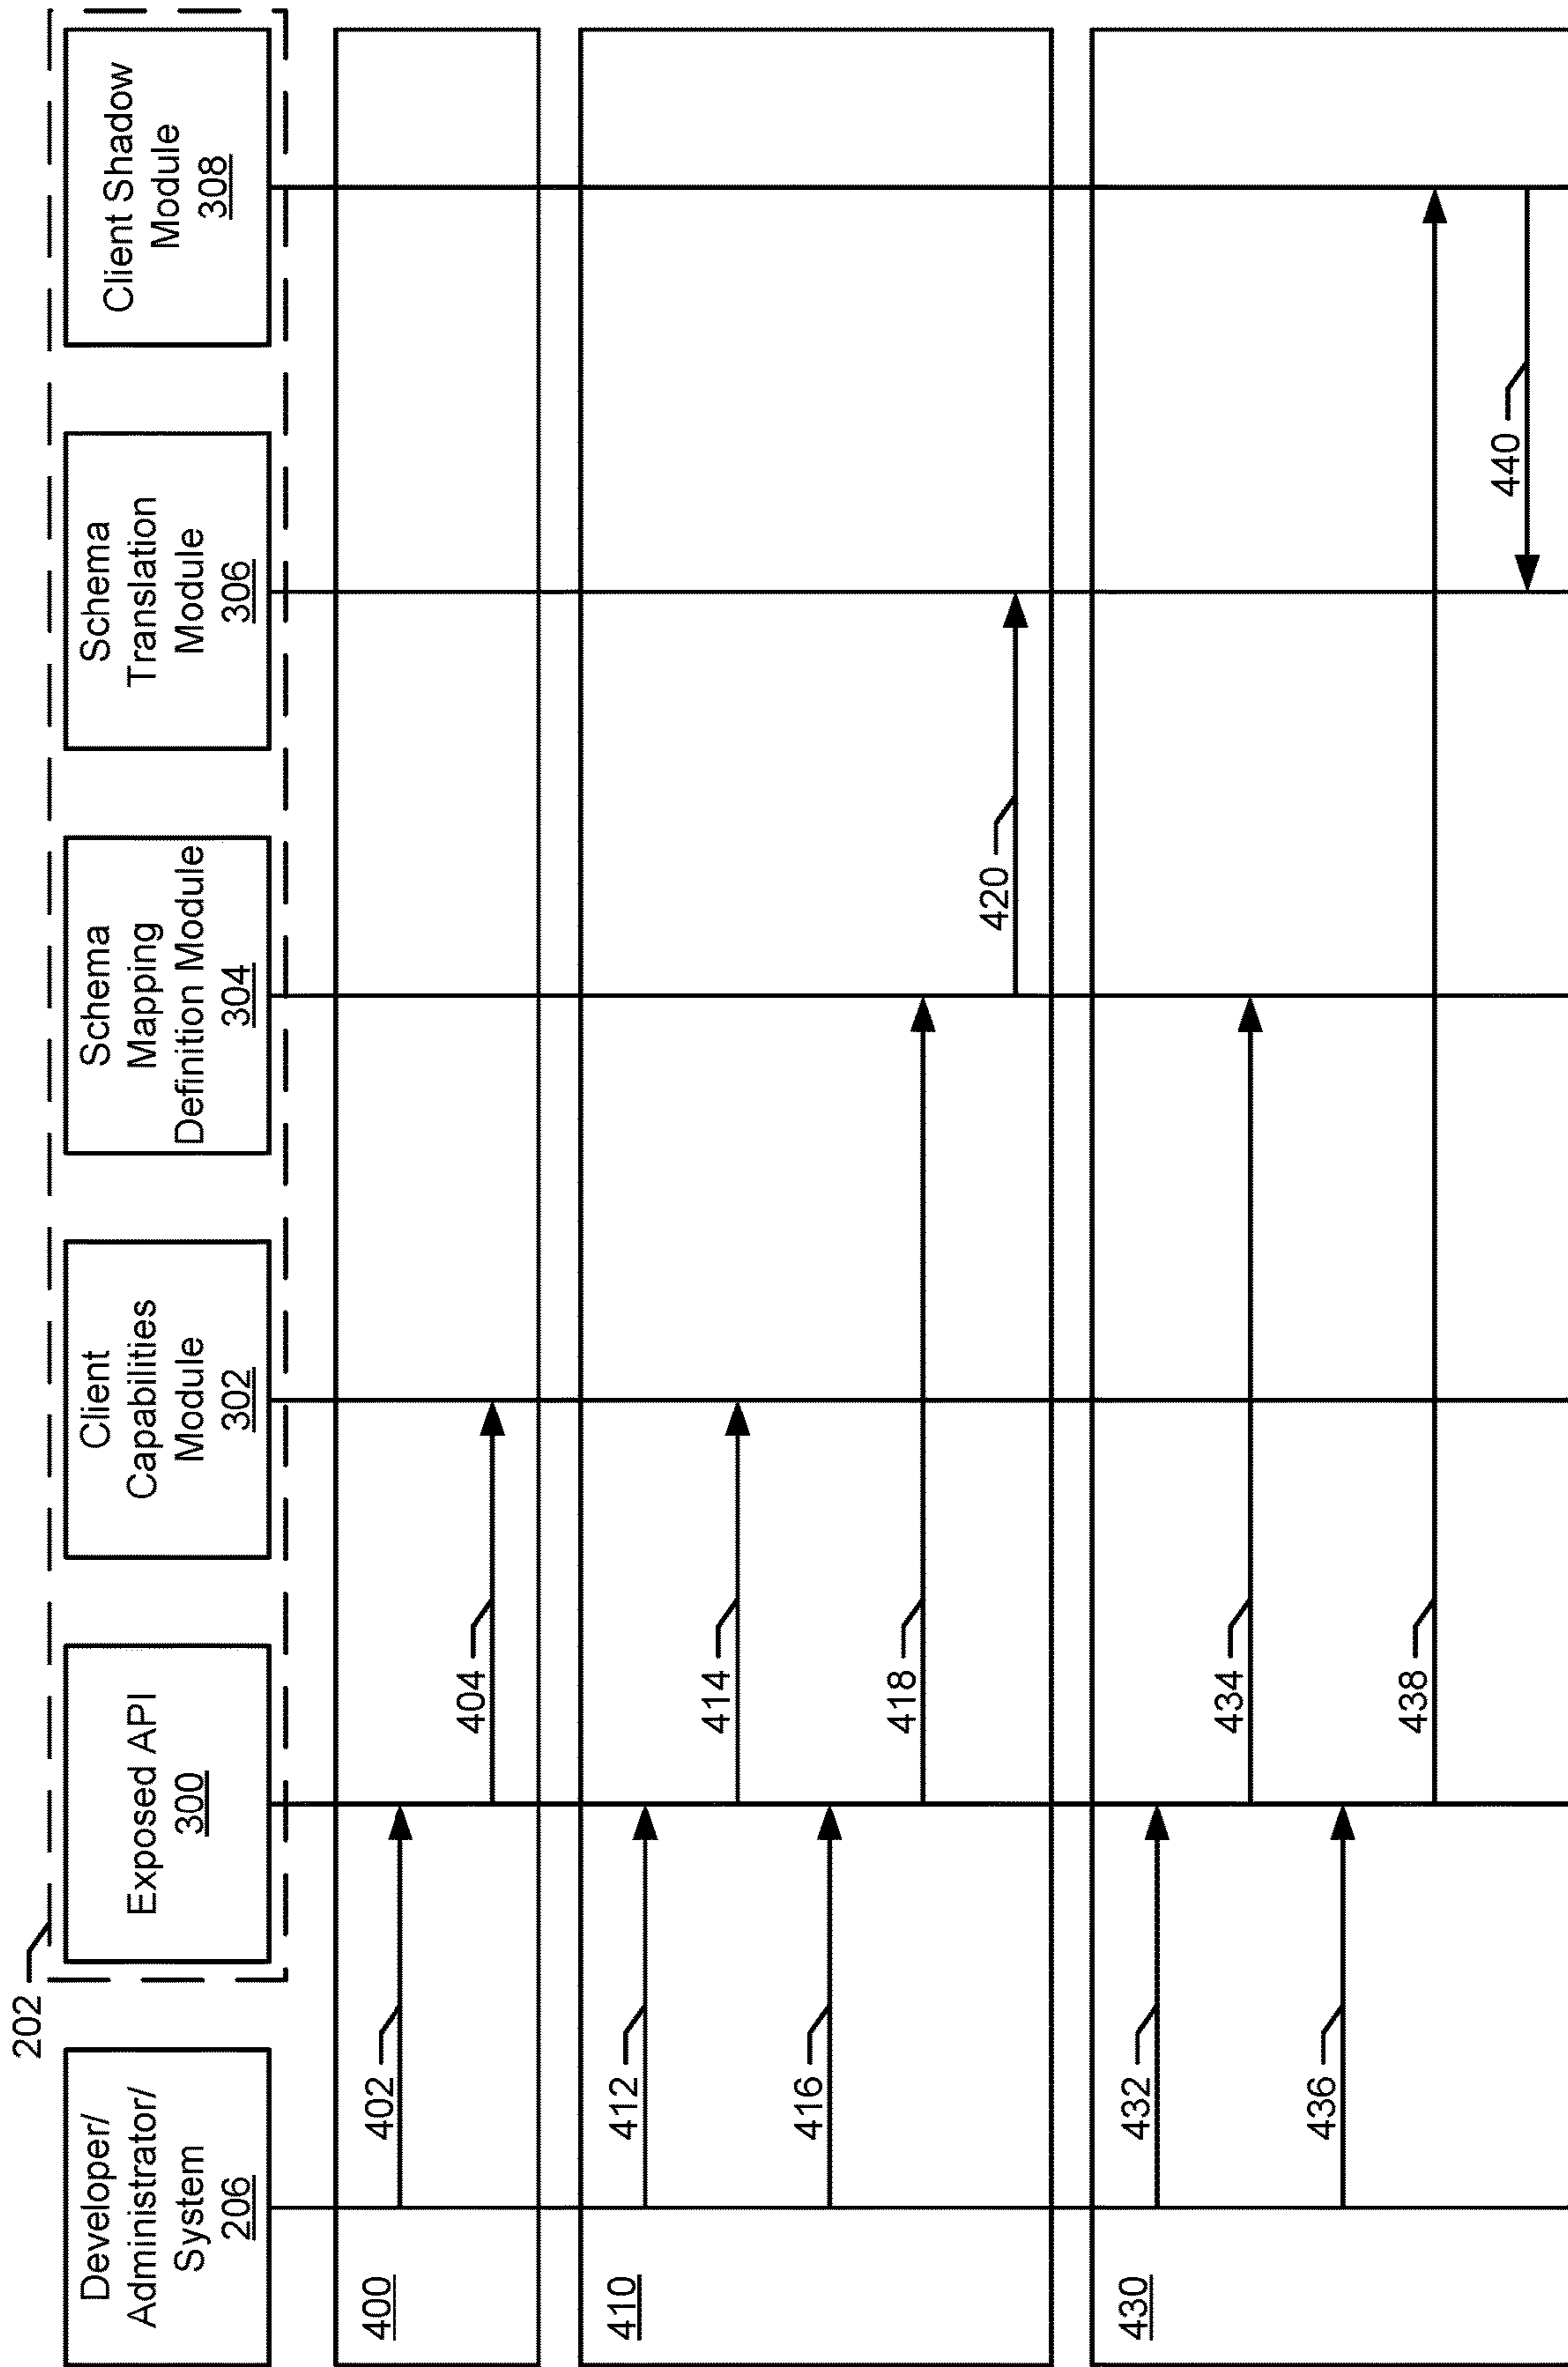 202
Developer/
Administrator/
System
206
Exposed API
300
Client
Capabilities
Module
302
Schema
Mapping
Definition Module
304
Schema
Translation
Module
306
Client Shadow
Module
308
400
402
404
410
412
414
416
418
420
430
432
434
436
438
440